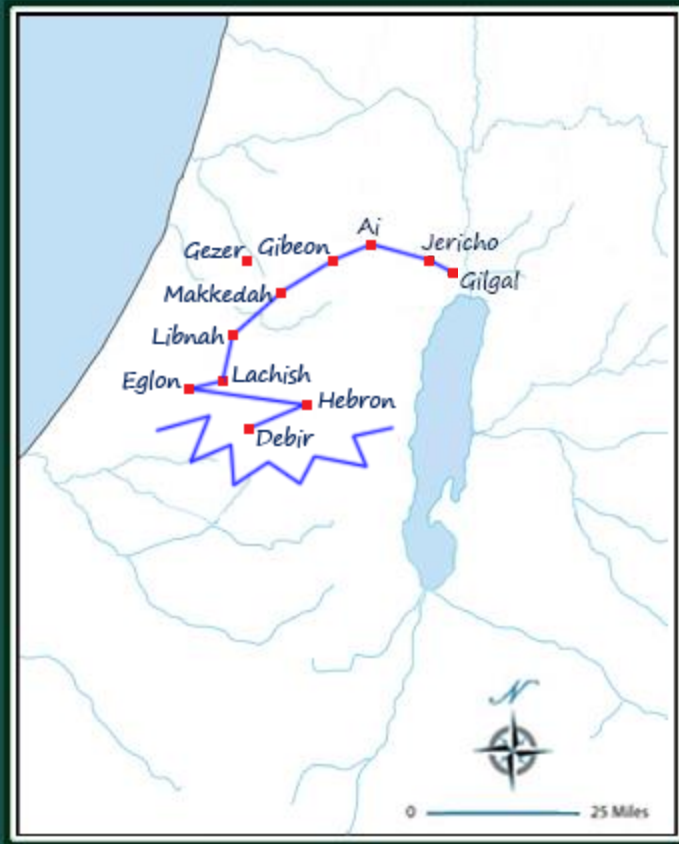 Ai
Gezer
Gibeon
Jericho
Gilgal
Makkedah
Libnah
Eglon
Lachish
Hebron
Debir
N
0 25 Miles